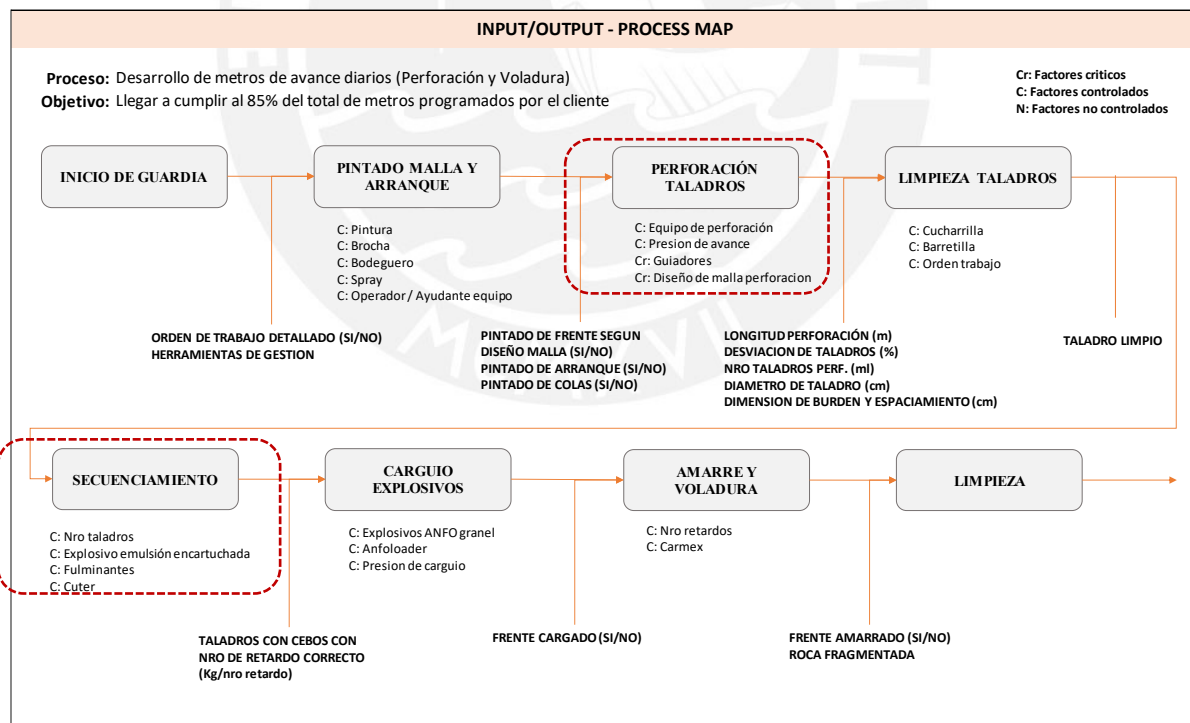 INPUT/OUTPUT - PROCESS MAP
Proceso: Desarrollo de metros de avance diarios (Perforación y Voladura)
Objetivo: Llegar a cumplir al 85% del total de metros programados por el cliente
Cr: Factores criticos
C: Factores controlados
N: Factores no controlados
INICIO DE GUARDIA
PINTADO MALLA Y
ARRANQUE
PERFORACIÓN
TALADROS
LIMPIEZA TALADROS
C: Pintura
C: Brocha
C: Bodeguero
C: Spray
C: Operador / Ayudante equipo
C: Equipo de perforación
C: Presion de avance
Cr: Guiadores
Cr: Diseño de malla perforacion
C: Cucharrilla
C: Barretilla
C: Orden trabajo
ORDEN DE TRABAJO DETALLADO (SI/NO)
HERRAMIENTAS DE GESTION
PINTADO DE FRENTE SEGUN
DISEÑO MALLA (SI/NO)
PINTADO DE ARRANQUE (SI/NO)
PINTADO DE COLAS (SI/NO)
LONGITUD PERFORACIÓN (m)
DESVIACION DE TALADROS (%)
NRO TALADROS PERF. (ml)
DIAMETRO DE TALADRO (cm)
DIMENSION DE BURDEN Y ESPACIAMIENTO (cm)
TALADRO LIMPIO
SECUENCIAMIENTO
CARGUIO
EXPLOSIVOS
AMARRE Y
VOLADURA
LIMPIEZA
C: Nro taladros
C: Explosivo emulsión encartuchada
C: Fulminantes
C: Cuter
C: Explosivos ANFO granel
C: Anfoloader
C: Presion de carguio
C: Nro retardos
C: Carmex
TALADROS CON CEBOS CON
NRO DE RETARDO CORRECTO
(Kg/nro retardo)
FRENTE CARGADO (SI/NO)
FRENTE AMARRADO (SI/NO)
ROCA FRAGMENTADA